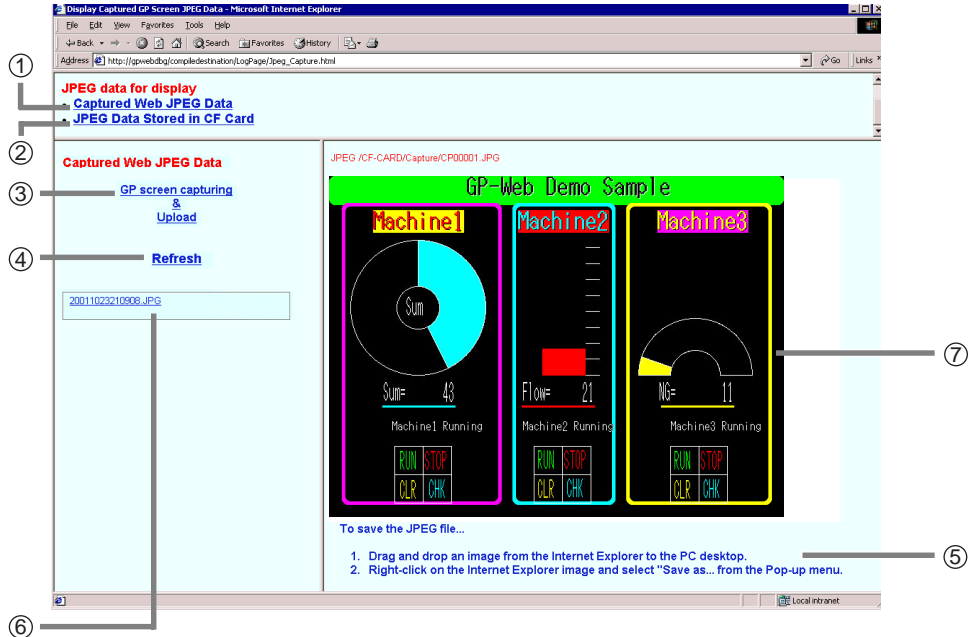 Display Captured GP Screen JPEG Data - Microsoft Internet Explorer
File Edit View Favorites Tools Help
Back Search Favorites History
Address http://gpwebdbg/compiledestination/LogPage/Jpeg_Capture.html Go Links »
①
JPEG data for display
• Captured Web JPEG Data
• JPEG Data Stored in CF Card
②
Captured Web JPEG Data
③
GP screen capturing
&
Upload
④
Refresh
20011023210908.JPG
⑥
JPEG /CF-CARD/Capture/CP00001.JPG
GP-Web Demo Sample
Machine1 Machine2 Machine3
Sum
⑦
Sum= 43 Flow= 21 NG= 11
Machine1 Running Machine2 Running Machine3 Running
RUN STOP RUN STOP RUN STOP
CLR CHK CLR CHK CLR CHK
To save the JPEG file...
1. Drag and drop an image from the Internet Explorer to the PC desktop.
⑤
2. Right-click on the Internet Explorer image and select "Save as... from the Pop-up menu.
Local intranet